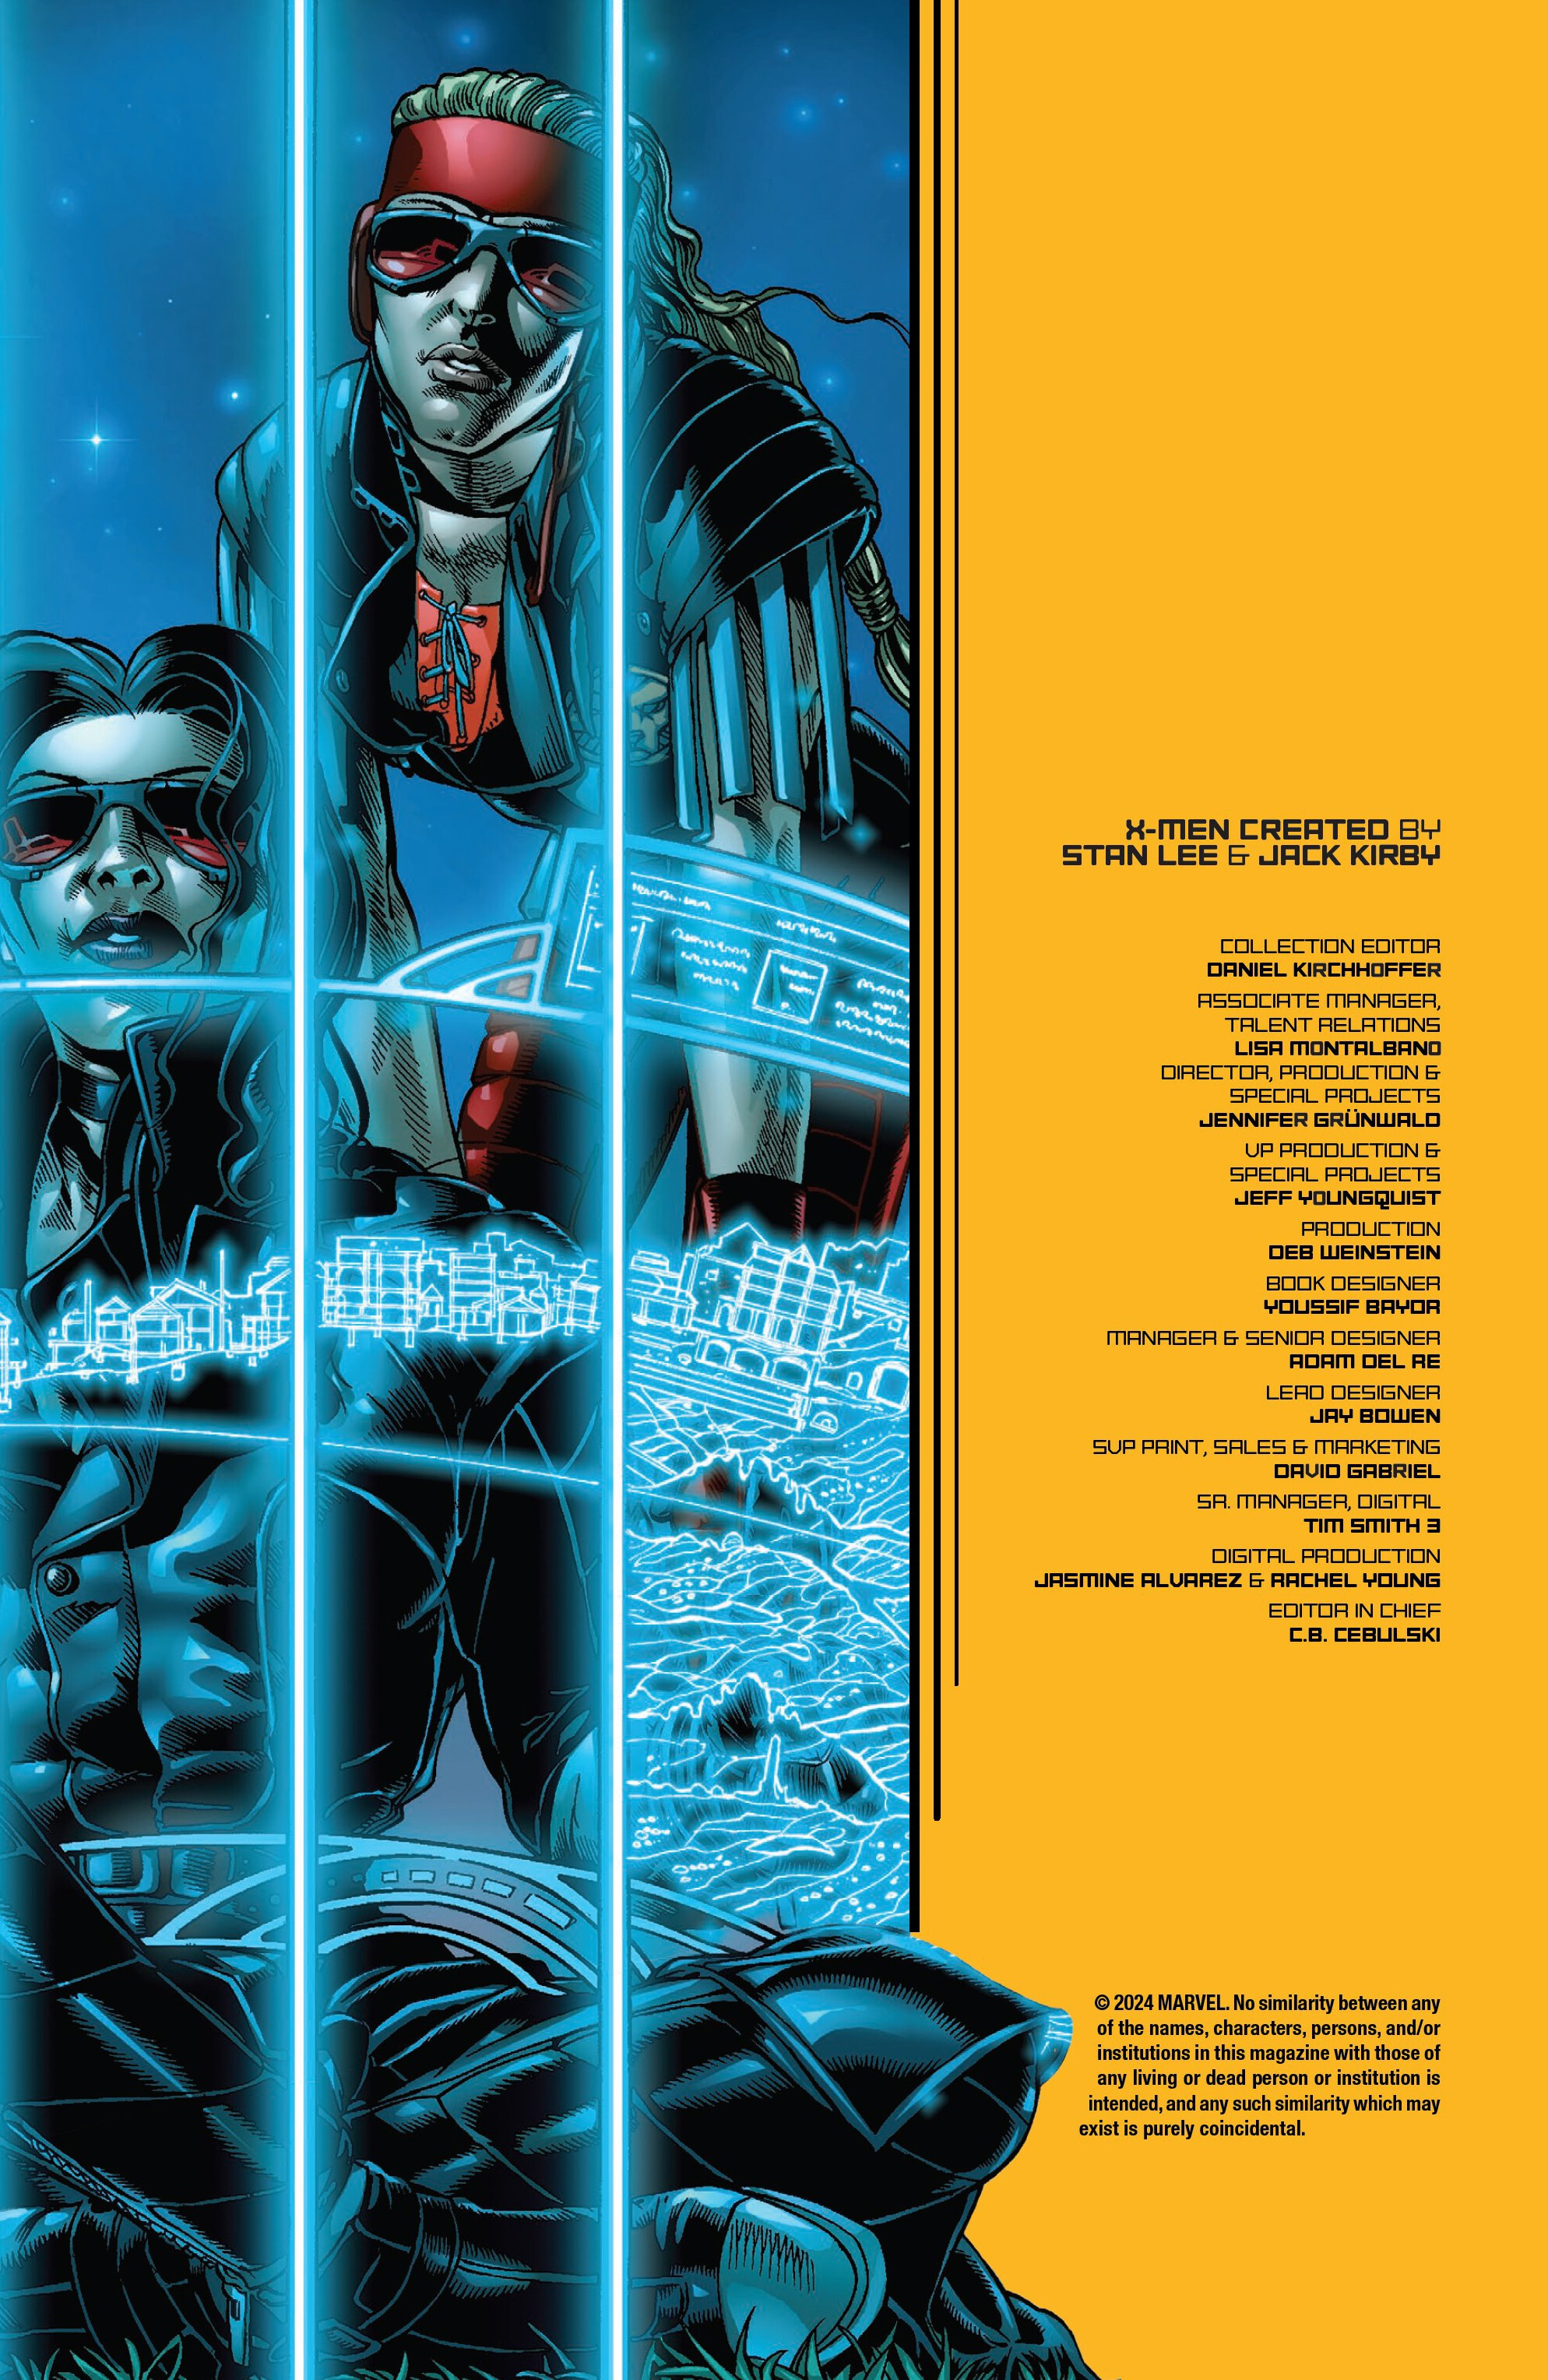 X-MEN CREATED BY
STAN LEE & JACK KIRBY
COLLECTION EDITOR
DANIEL KIRCHHOFFER
ASSOCIATE MANAGER,
TALENT RELATIONS
LISA MONTALBANO
DIRECTOR, PRODUCTION &
SPECIAL PROJECTS
JENNIFER GRÜNWALD
VP PRODUCTION &
SPECIAL PROJECTS
JEFF YOUNGQUIST
PRODUCTION
DEB WEINSTEIN
BOOK DESIGNER
YOUSSIF BAYOR
MANAGER & SENIOR DESIGNER
ADAM DEL RE
LEAD DESIGNER
JAY BOWEN
SVP PRINT, SALES & MARKETING
DAVID GABRIEL
SR. MANAGER, DIGITAL
TIM SMITH 3
DIGITAL PRODUCTION
JASMINE ALVAREZ & RACHEL YOUNG
EDITOR IN CHIEF
C.B. CEBULSKI
© 2024 MARVEL. No similarity between any
of the names, characters, persons, and/or
institutions in this magazine with those of
any living or dead person or institution is
intended, and any such similarity which may
exist is purely coincidental.